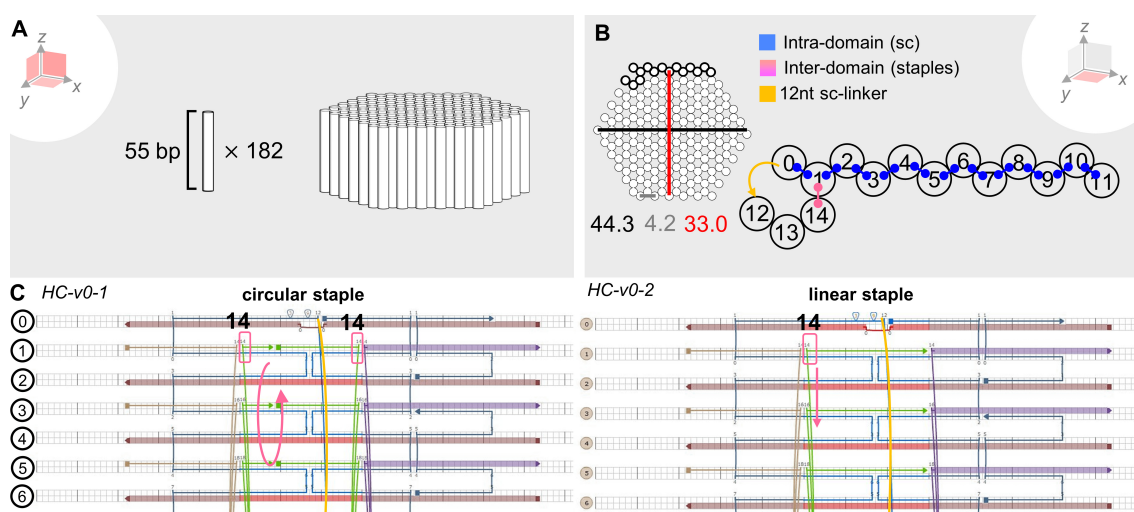 A
z
x
y
55 bp
× 182
B
Intra-domain (sc)
Inter-domain (staples)
12nt sc-linker
z
x
y
0 2 4 6 8 10
1 3 5 7 9 11
12 14
13
44.3 4.2 33.0
C HC-v0-1
circular staple
HC-v0-2
linear staple
14 14
14
0
1
2
3
4
5
6
0
1
2
3
4
5
6